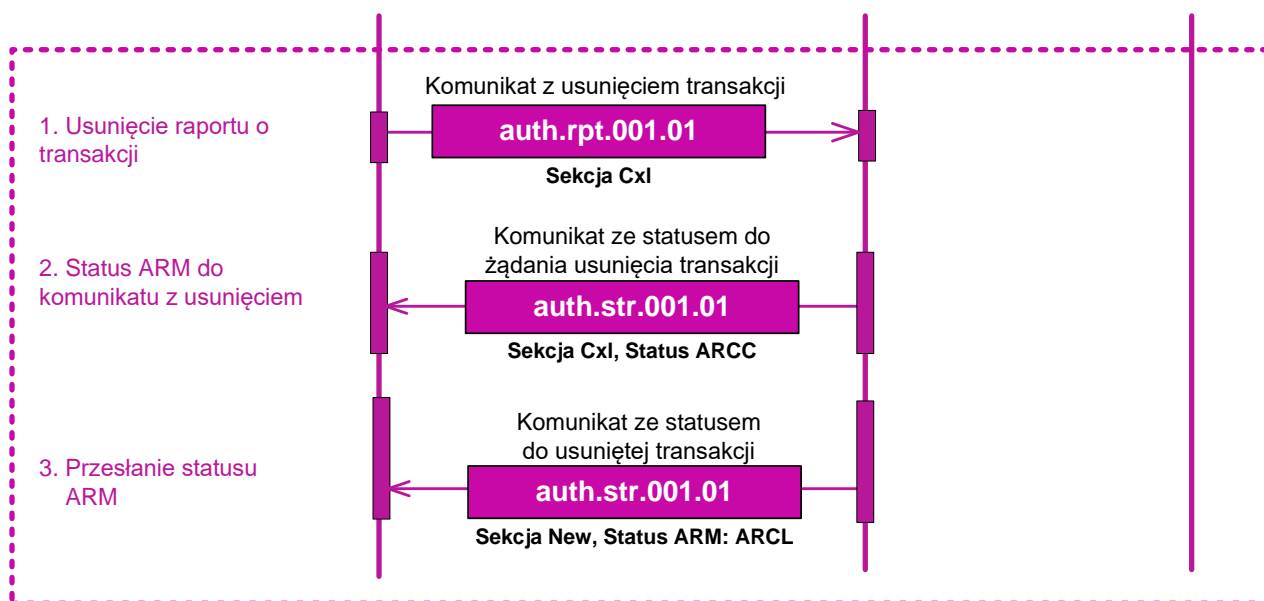 1. Usunięcie raportu o
transakcji
Komunikat z usunięciem transakcji
auth.rpt.001.01
Sekcja Cxl
2. Status ARM do
komunikatu z usunięciem
Komunikat ze statusem do
żądania usunięcia transakcji
auth.str.001.01
Sekcja Cxl, Status ARCC
3. Przesłanie statusu
ARM
Komunikat ze statusem
do usuniętej transakcji
auth.str.001.01
Sekcja New, Status ARM: ARCL